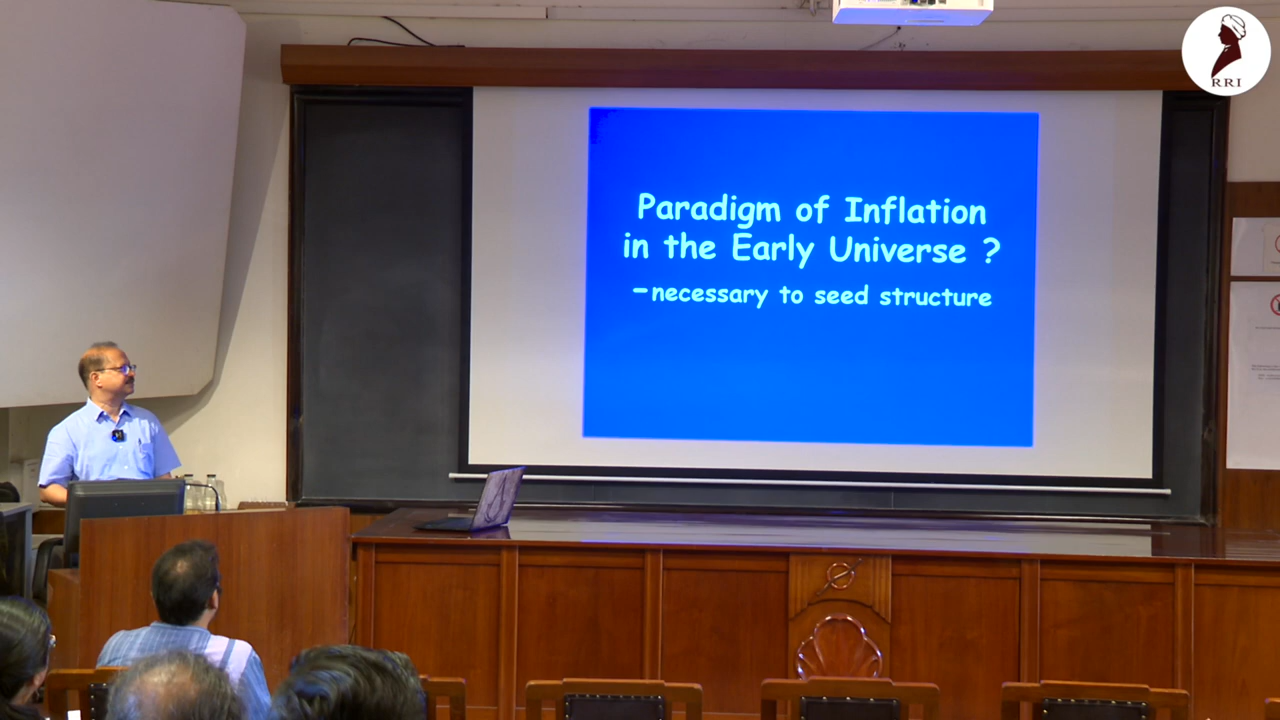 RRI
Paradigm of Inflation
in the Early Universe ?
-necessary to seed structure